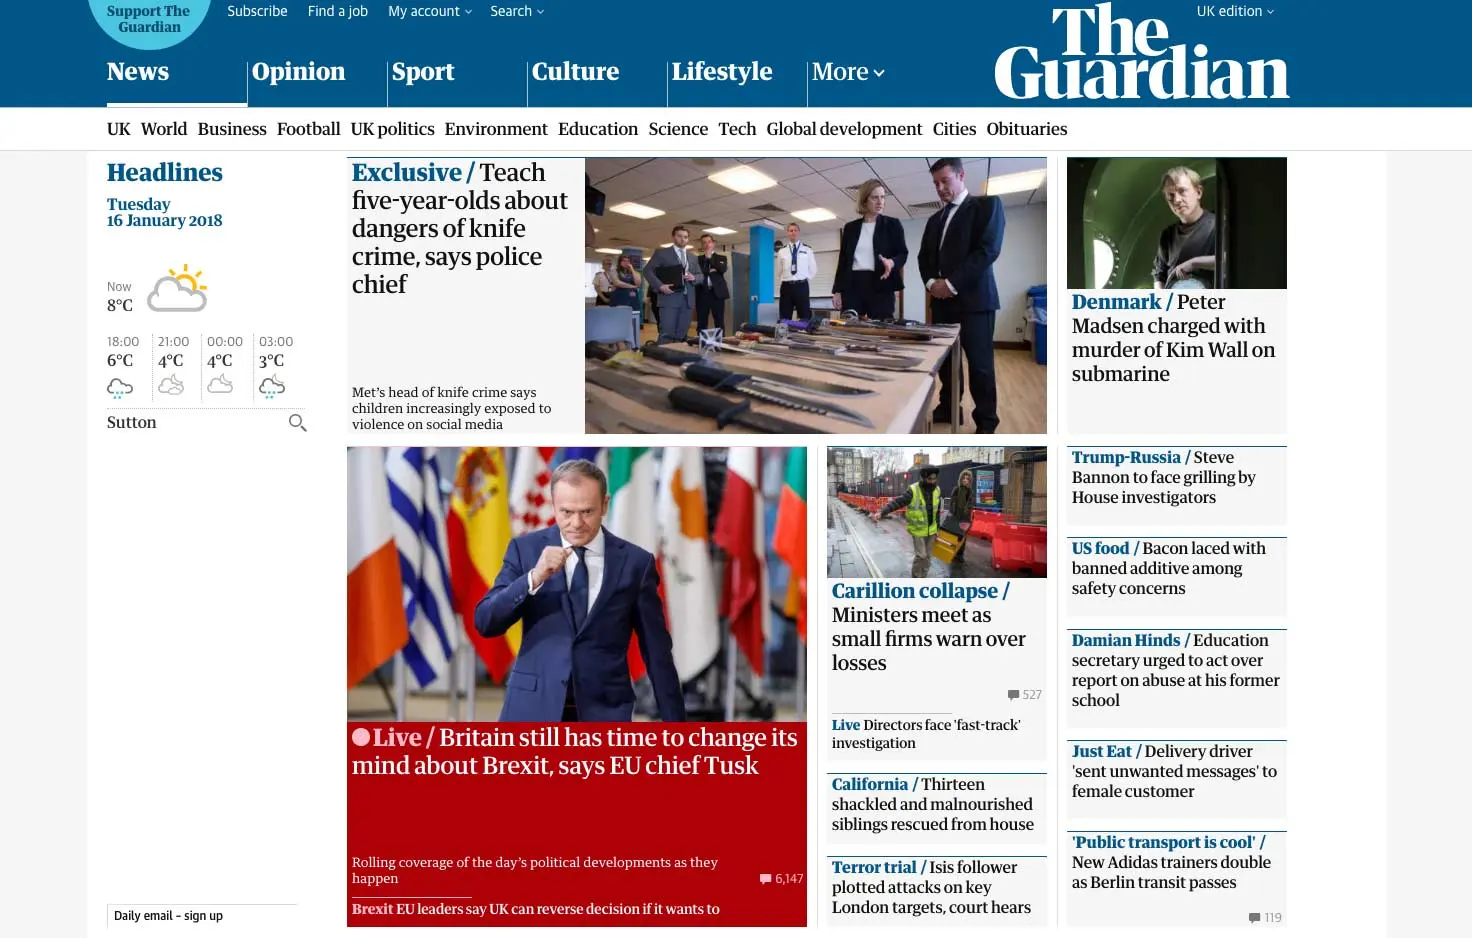 Support The
Guardian
Subscribe Find a job My account Search
UK edition
The
Guardian
News Opinion Sport Culture Lifestyle More
UK World Business Football UK politics Environment Education Science Tech Global development Cities Obituaries
Headlines
Tuesday
16 January 2018
Now
8°C
18:00 21:00 00:00 03:00
6°C 4°C 4°C 3°C
Sutton
Daily email – sign up
Exclusive / Teach
five-year-olds about
dangers of knife
crime, says police
chief
Met's head of knife crime says
children increasingly exposed to
violence on social media
Denmark / Peter
Madsen charged with
murder of Kim Wall on
submarine
Live / Britain still has time to change its
mind about Brexit, says EU chief Tusk
Rolling coverage of the day's political developments as they
happen
6,147
Brexit EU leaders say UK can reverse decision if it wants to
Carillion collapse /
Ministers meet as
small firms warn over
losses
527
Live Directors face 'fast-track'
investigation
California / Thirteen
shackled and malnourished
siblings rescued from house
Terror trial / Isis follower
plotted attacks on key
London targets, court hears
Trump-Russia / Steve
Bannon to face grilling by
House investigators
US food / Bacon laced with
banned additive among
safety concerns
Damian Hinds / Education
secretary urged to act over
report on abuse at his former
school
Just Eat / Delivery driver
'sent unwanted messages' to
female customer
'Public transport is cool' /
New Adidas trainers double
as Berlin transit passes
119